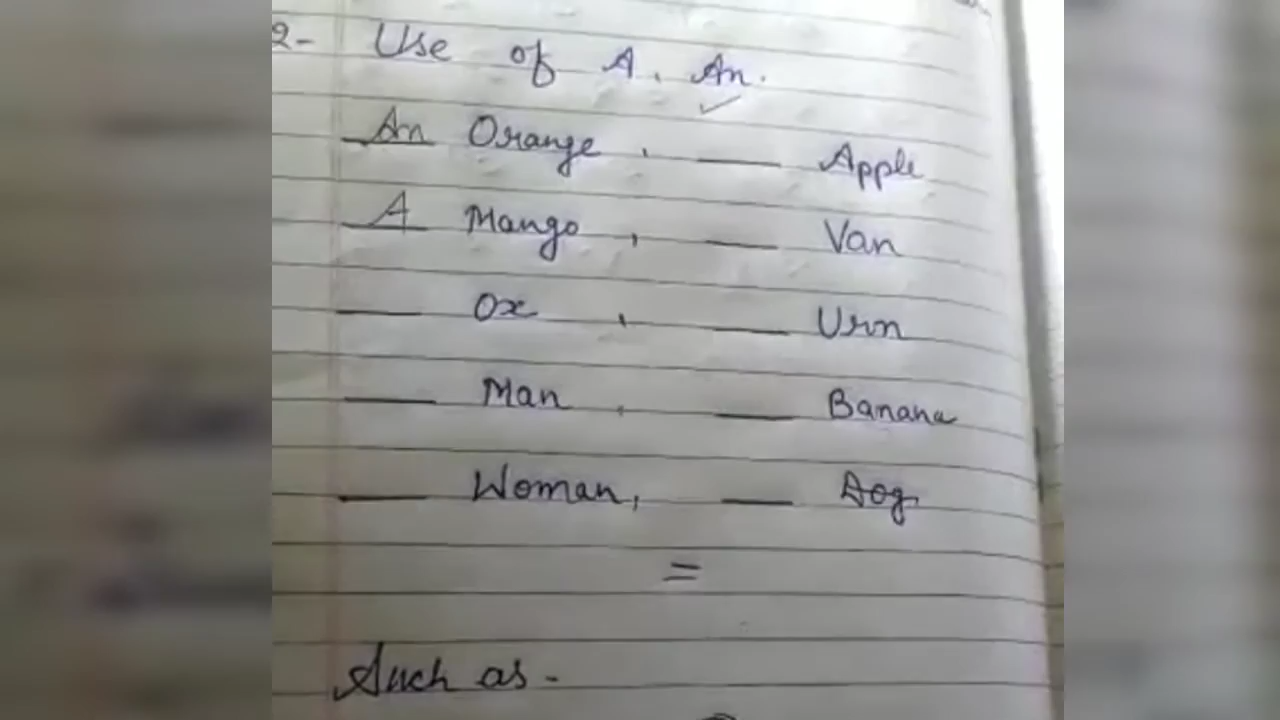 2- Use of A, An.
An Orange, ___ Apple
A Mango, ___ Van
___ Ox, ___ Urn
___ Man, ___ Banana
___ Woman, ___ Dog.
=
Such as -